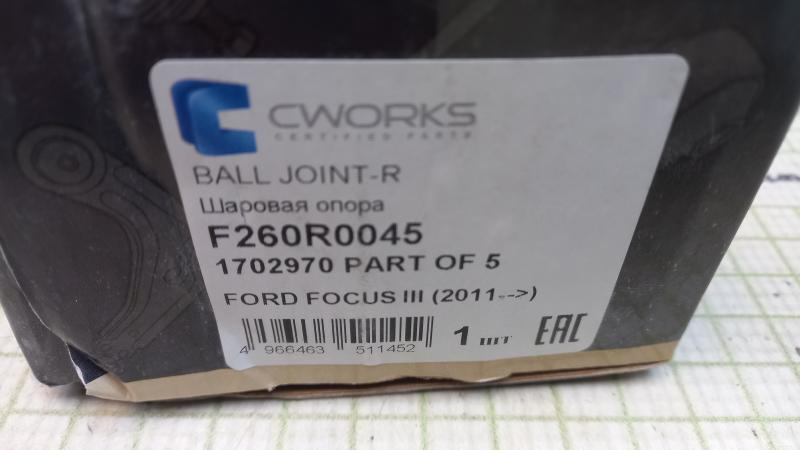 CWORKS
CERTIFIED PARTS
BALL JOINT-R
Шаровая опора
F260R0045
1702970 PART OF 5
FORD FOCUS III (2011-->)
4 966463 511452
1 шт
EAC